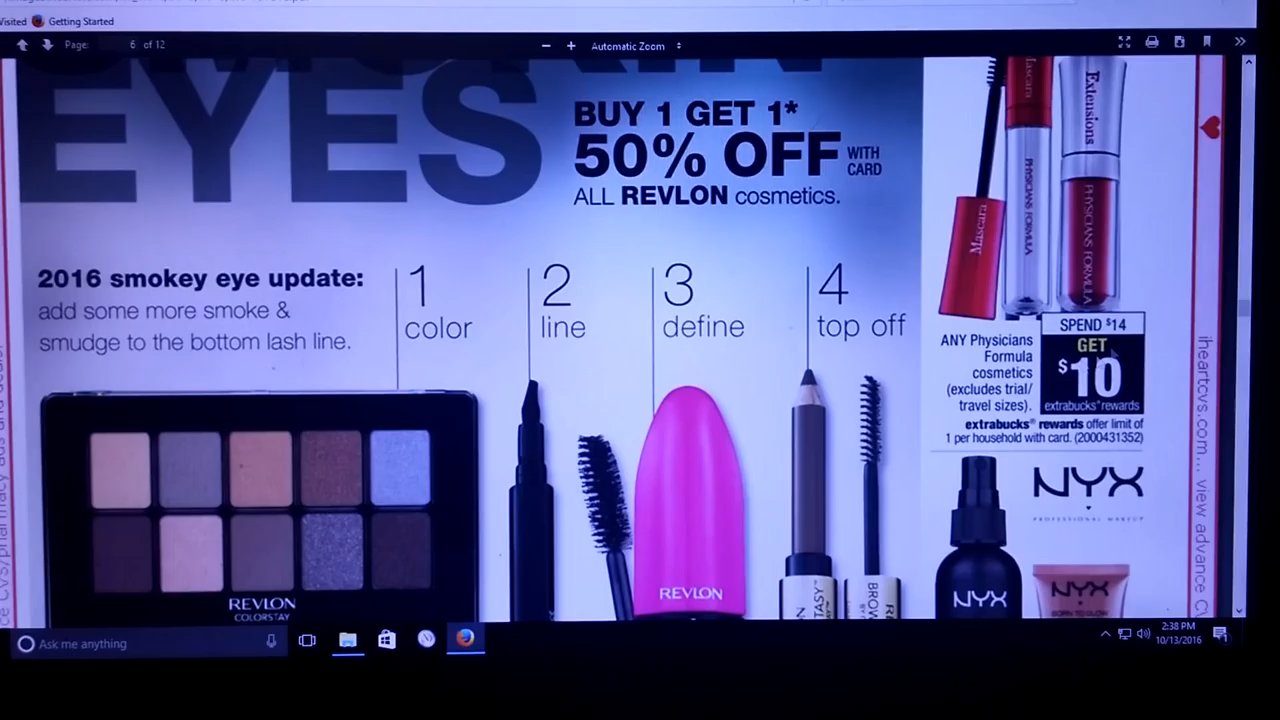 Visited Getting Started
Page: 6 of 12
Automatic Zoom
EYES
BUY 1 GET 1*
50% OFF WITH CARD
ALL REVLON cosmetics.
2016 smokey eye update:
add some more smoke &
smudge to the bottom lash line.
1
color
2
line
3
define
4
top off
REVLON
COLORSTAY
REVLON
Mascara
Mascara
PHYSICIANS FORMULA
Extensions
PHYSICIANS FORMULA
ANY Physicians
Formula
cosmetics
(excludes trial/
travel sizes).
SPEND $14
GET
$10
extrabucks® rewards
extrabucks® rewards offer limit of
1 per household with card. (2000431352)
NYX
PROFESSIONAL MAKEUP
NYX
NYX
BORN TO GLOW
iheartcvs.com... view advance
Ask me anything
2:38 PM
10/13/2016